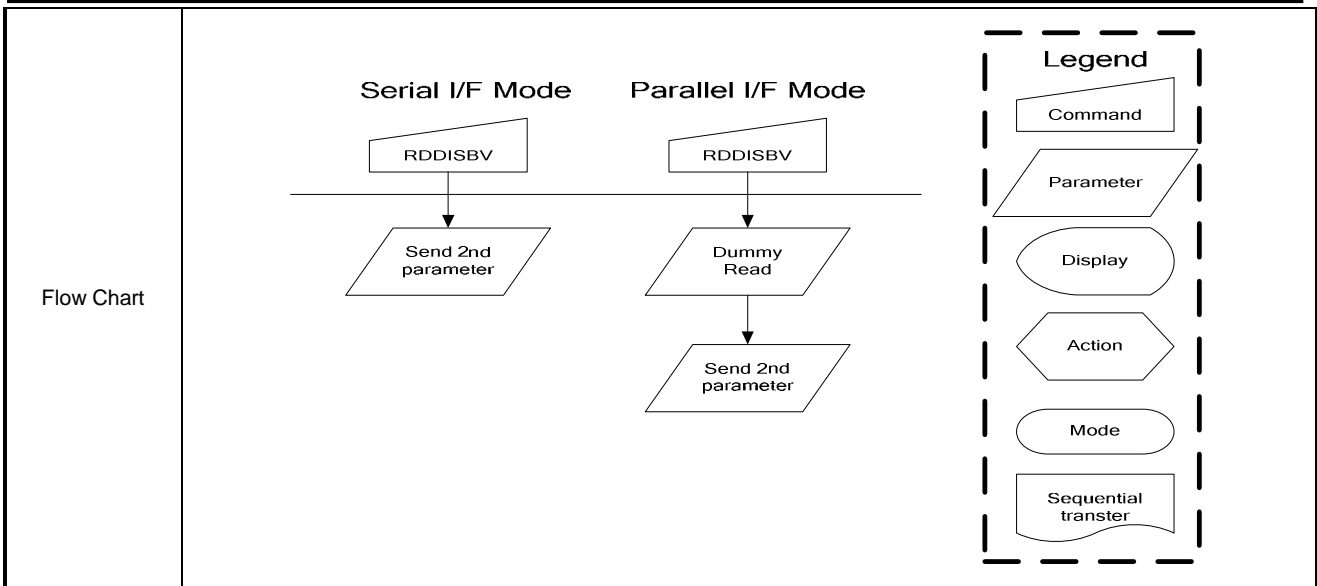 Flow Chart
Serial I/F Mode
RDDISBV
Send 2nd
parameter
Parallel I/F Mode
RDDISBV
Dummy
Read
Send 2nd
parameter
Legend
Command
Parameter
Display
Action
Mode
Sequential
transter